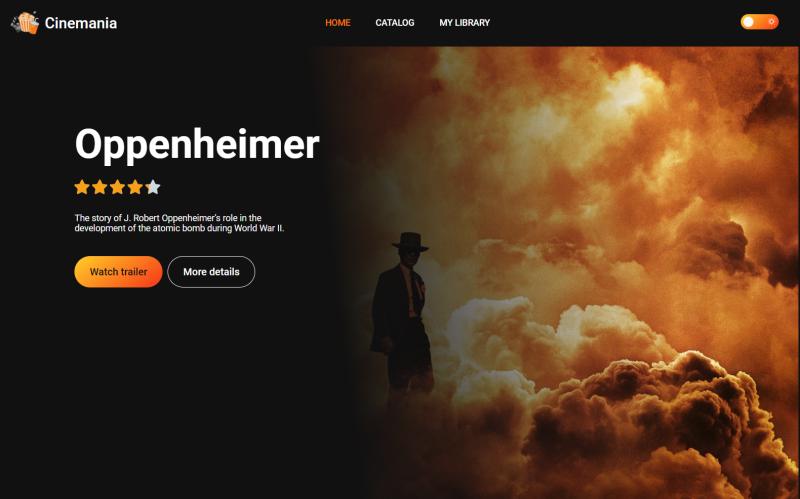 Cinemania
HOME
CATALOG
MY LIBRARY
Oppenheimer
The story of J. Robert Oppenheimer's role in the
development of the atomic bomb during World War II.
Watch trailer
More details